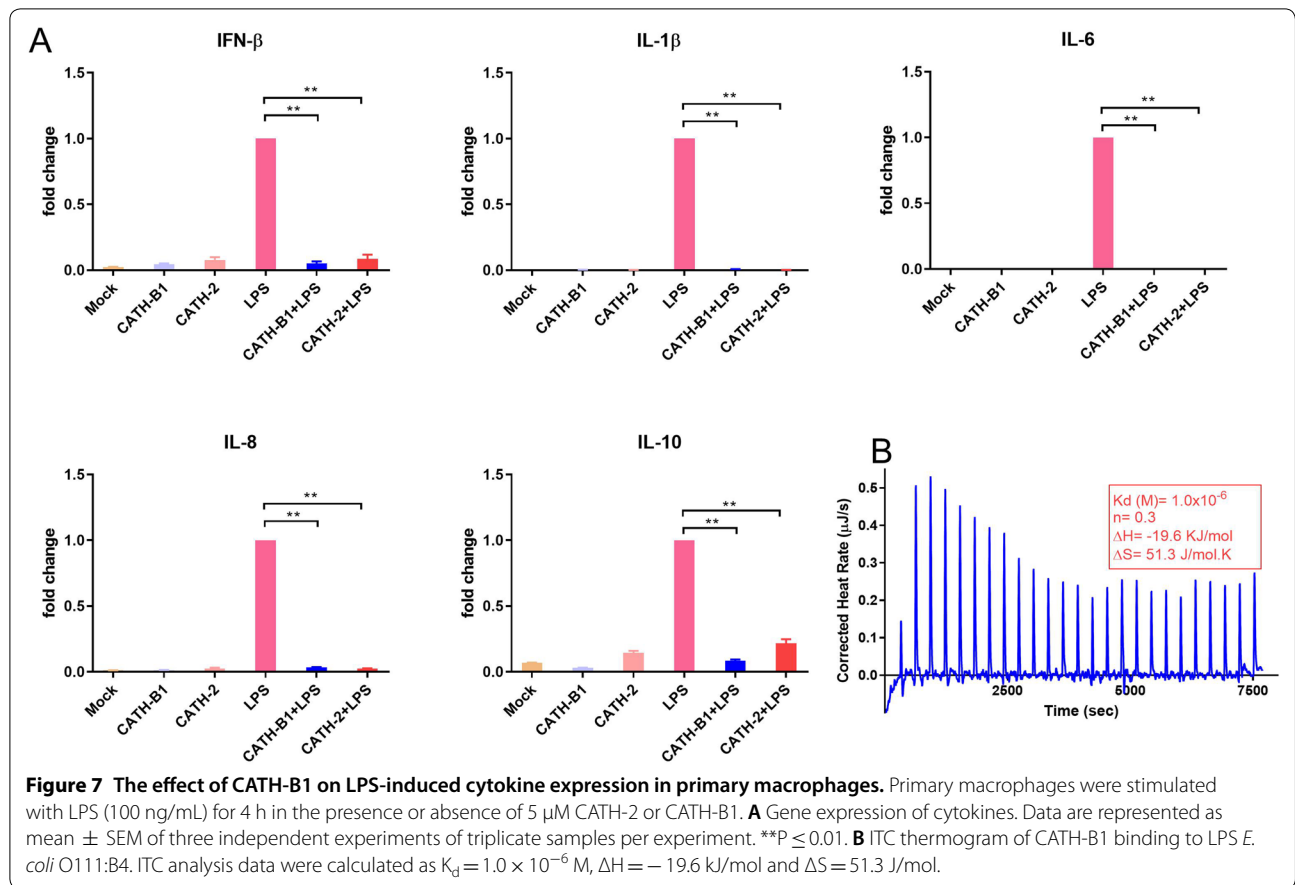 A
IFN-β
fold change
1.5
1.0
0.5
0.0
**
**
Mock
CATH-B1
CATH-2
LPS
CATH-B1+LPS
CATH-2+LPS
IL-1β
fold change
1.5
1.0
0.5
0.0
**
**
Mock
CATH-B1
CATH-2
LPS
CATH-B1+LPS
CATH-2+LPS
IL-6
fold change
1.5
1.0
0.5
0.0
**
**
Mock
CATH-B1
CATH-2
LPS
CATH-B1+LPS
CATH-2+LPS
IL-8
fold change
1.5
1.0
0.5
0.0
**
**
Mock
CATH-B1
CATH-2
LPS
CATH-B1+LPS
CATH-2+LPS
IL-10
fold change
1.5
1.0
0.5
0.0
**
**
Mock
CATH-B1
CATH-2
LPS
CATH-B1+LPS
CATH-2+LPS
B
Corrected Heat Rate (μJ/s)
0.5
0.4
0.3
0.2
0.1
0.0
Kd (M)= 1.0x10⁻⁶
n= 0.3
ΔH= -19.6 KJ/mol
ΔS= 51.3 J/mol.K
2500
5000
7500
Time (sec)
Figure 7 The effect of CATH-B1 on LPS-induced cytokine expression in primary macrophages. Primary macrophages were stimulated
with LPS (100 ng/mL) for 4 h in the presence or absence of 5 μM CATH-2 or CATH-B1. A Gene expression of cytokines. Data are represented as
mean ± SEM of three independent experiments of triplicate samples per experiment. **P ≤ 0.01. B ITC thermogram of CATH-B1 binding to LPS E.
coli O111:B4. ITC analysis data were calculated as Kd = 1.0 × 10⁻⁶ M, ΔH = − 19.6 kJ/mol and ΔS = 51.3 J/mol.